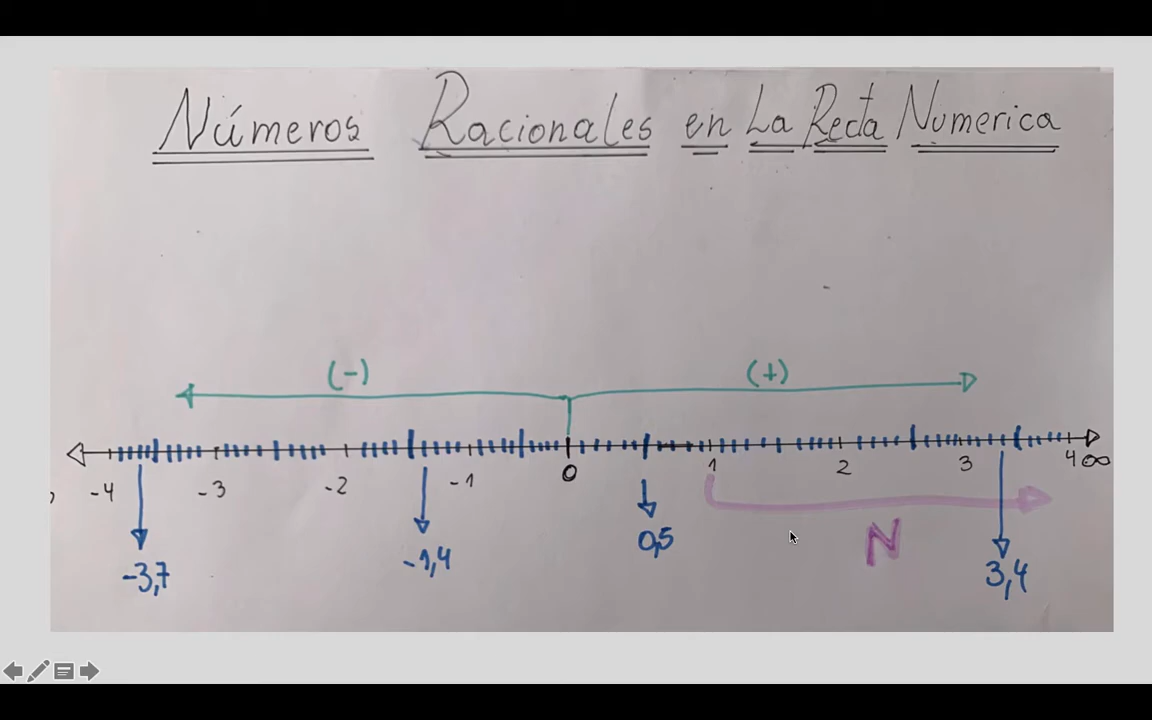 Números Racionales en La Recta Numerica
(-) (+)
-4 -3 -2 -1 0 1 2 3 4 ∞
-3,7 -1,4 0,5 N 3,4